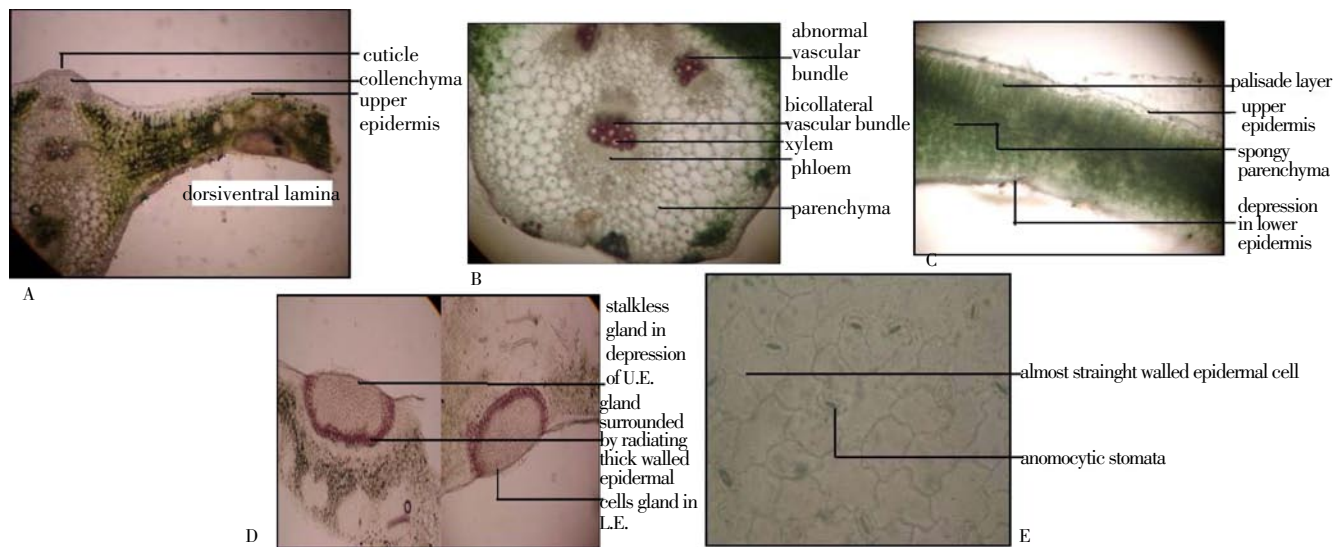 cuticle
collenchyma
upper
epidermis
dorsiventral lamina
A
abnormal
vascular
bundle
bicollateral
vascular bundle
xylem
phloem
parenchyma
B
palisade layer
upper
epidermis
spongy
parenchyma
depression
in lower
epidermis
C
stalkless
gland in
depression
of U.E.
gland
surrounded
by radiating
thick walled
epidermal
cells gland in
L.E.
D
almost strainght walled epidermal cell
anomocytic stomata
E